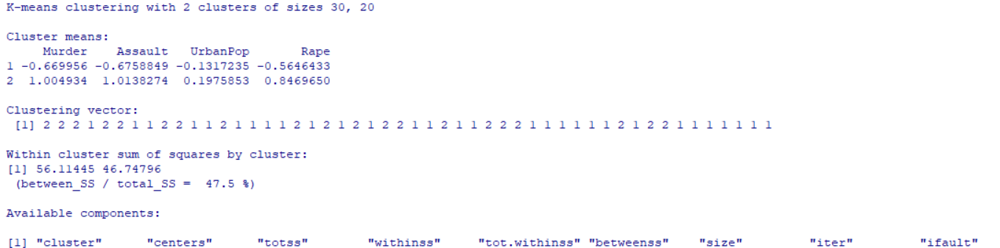 K-means clustering with 2 clusters of sizes 30, 20
Cluster means:
Murder Assault UrbanPop Rape
1 -0.669956 -0.6758849 -0.1317235 -0.5646433
2 1.004934 1.0138274 0.1975853 0.8469650
Clustering vector:
[1] 2 2 2 1 2 2 1 1 2 2 1 1 2 1 1 1 1 2 1 2 1 2 1 2 2 1 1 2 1 1 2 2 2 1 1 1 1 1 1 2 1 2 2 1 1 1 1 1 1 1
Within cluster sum of squares by cluster:
[1] 56.11445 46.74796
(between_SS / total_SS = 47.5 %)
Available components:
[1] "cluster" "centers" "totss" "withinss" "tot.withinss" "betweenss" "size" "iter" "ifault"